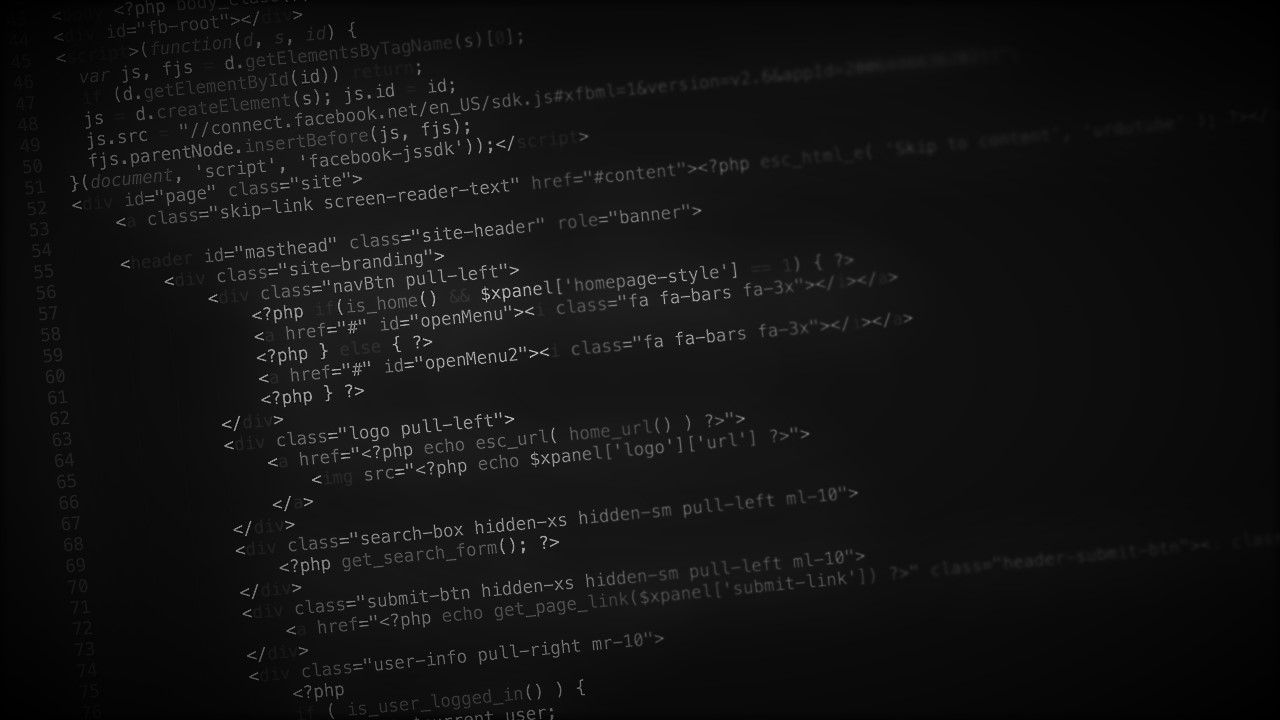 <?php body_class
44 <div id="fb-root"></div>
45 <script>(function(d, s, id) {
46 var js, fjs = d.getElementsByTagName(s)[0];
47 if (d.getElementById(id)) return;
48 js = d.createElement(s); js.id = id;
49 js.src = "//connect.facebook.net/en_US/sdk.js#xfbml=1&version=v2.6&appId=
50 fjs.parentNode.insertBefore(js, fjs);
51 }(document, 'script', 'facebook-jssdk'));</script>
52 <div id="page" class="site">
53 <a class="skip-link screen-reader-text" href="#content"><?php esc_html_e( 'Skip to content',
54
55 <header id="masthead" class="site-header" role="banner">
56 <div class="site-branding">
57 <div class="navBtn pull-left">
58 <?php if(is_home() && $xpanel['homepage-style'] == 1) { ?>
59 <a href="#" id="openMenu"><i class="fa fa-bars fa-3x"></i></a>
60 <?php } else { ?>
61 <a href="#" id="openMenu2"><i class="fa fa-bars fa-3x"></i></a>
62 <?php } ?>
63 </div>
64 <div class="logo pull-left">
65 <a href="<?php echo esc_url( home_url() ) ?>">
66 <img src="<?php echo $xpanel['logo']['url'] ?>">
67 </a>
68 </div>
69 <div class="search-box hidden-xs hidden-sm pull-left ml-10">
70 <?php get_search_form(); ?>
71 </div>
72 <div class="submit-btn hidden-xs hidden-sm pull-left ml-10">
73 <a href="<?php echo get_page_link($xpanel['submit-link']) ?>" class="header-submit-btn"><i
74 </div>
75 <div class="user-info pull-right mr-10">
76 <?php
if ( is_user_logged_in() ) {
current_user;